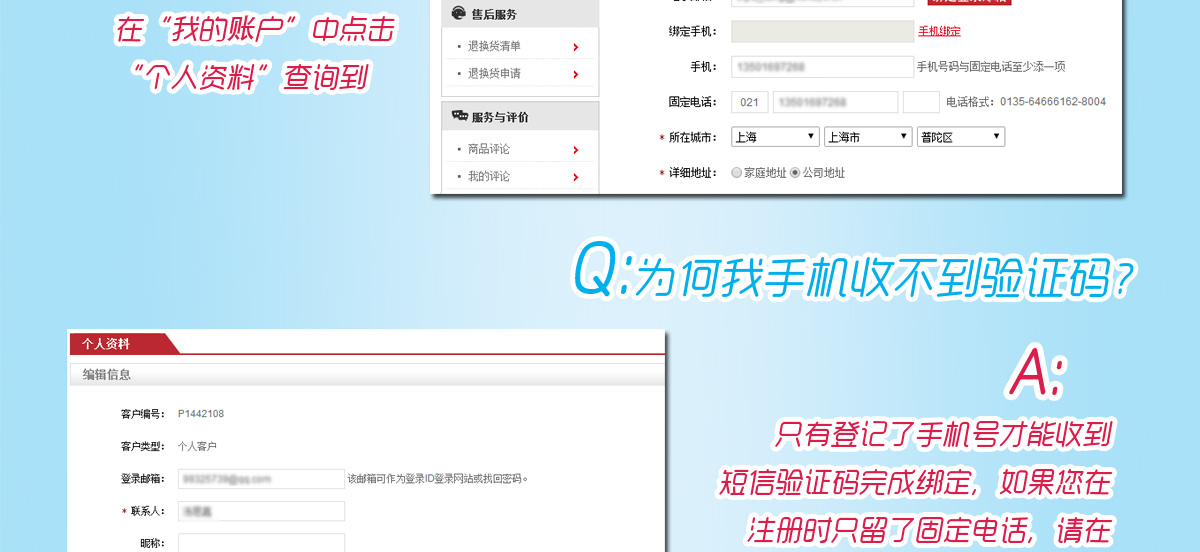 在“我的账户”中点击
“个人资料”查询到
售后服务
退换货清单
退换货申请
服务与评价
商品评论
我的评论
绑定手机： 手机绑定
手机： 手机号码与固定电话至少添一项
固定电话： 021 电话格式：0135-64666162-8004
* 所在城市： 上海 上海市 普陀区
* 详细地址： 家庭地址 公司地址
Q:为何我手机收不到验证码?
个人资料
编辑信息
客户编号： P1442108
客户类型： 个人客户
登录邮箱： 该邮箱可作为登录ID登录网站或找回密码。
* 联系人：
昵称：
A:
只有登记了手机号才能收到
短信验证码完成绑定，如果您在
注册时只留了固定电话，请在